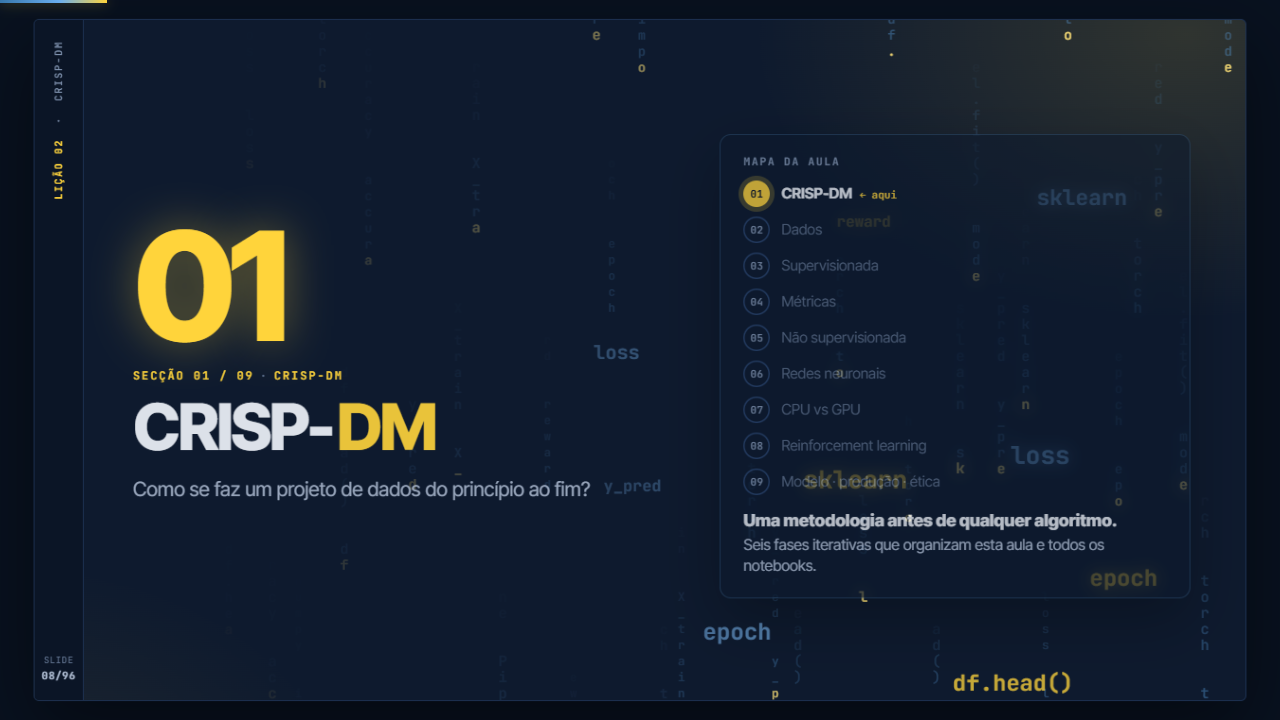 LIÇÃO 02 · CRISP-DM
01
SECÇÃO 01 / 09 · CRISP-DM
CRISP-DM
Como se faz um projeto de dados do princípio ao fim?
MAPA DA AULA
01 CRISP-DM ← aqui
02 Dados
03 Supervisionada
04 Métricas
05 Não supervisionada
06 Redes neuronais
07 CPU vs GPU
08 Reinforcement learning
09 Modelo · produção · ética
Uma metodologia antes de qualquer algoritmo.
Seis fases iterativas que organizam esta aula e todos os
notebooks.
sklearn
reward
loss
loss
sklearn
y_pred
epoch
epoch
df.head()
SLIDE
08/96